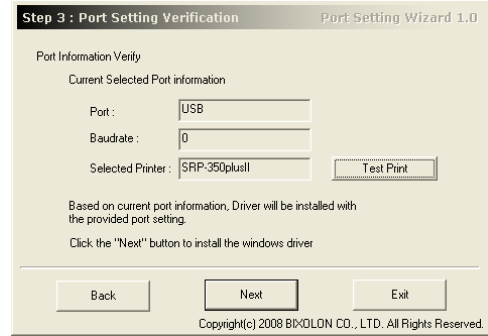 Step 3 : Port Setting Verification Port Setting Wizard 1.0
Port Information Verify
Current Selected Port information
Port : USB
Baudrate : 0
Selected Printer : SRP-350plusII Test Print
Based on current port information, Driver will be installed with
the provided port setting.
Click the "Next" button to install the windows driver
Back Next Exit
Copyright(c) 2008 BIXOLON CO., LTD. All Rights Reserved.